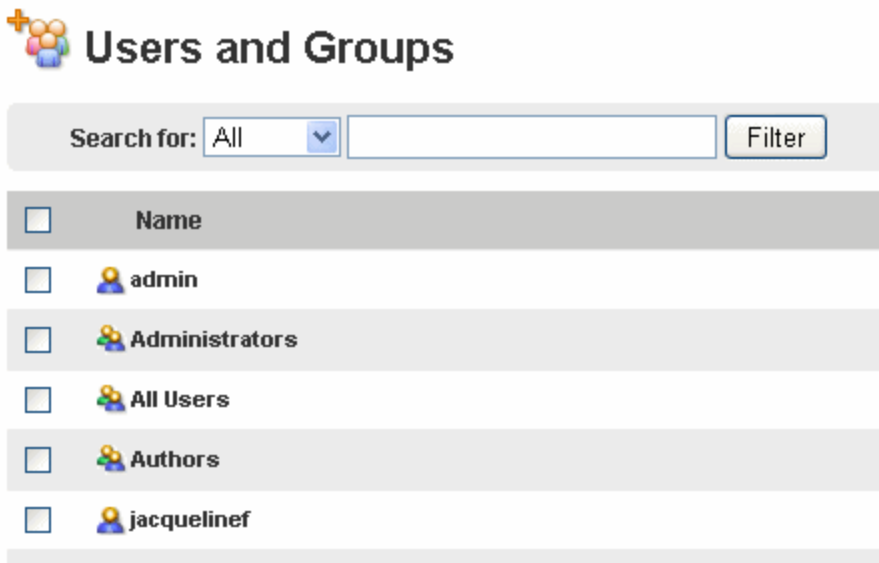 Users and Groups
Search for: All Filter
Name
admin
Administrators
All Users
Authors
jacquelinef